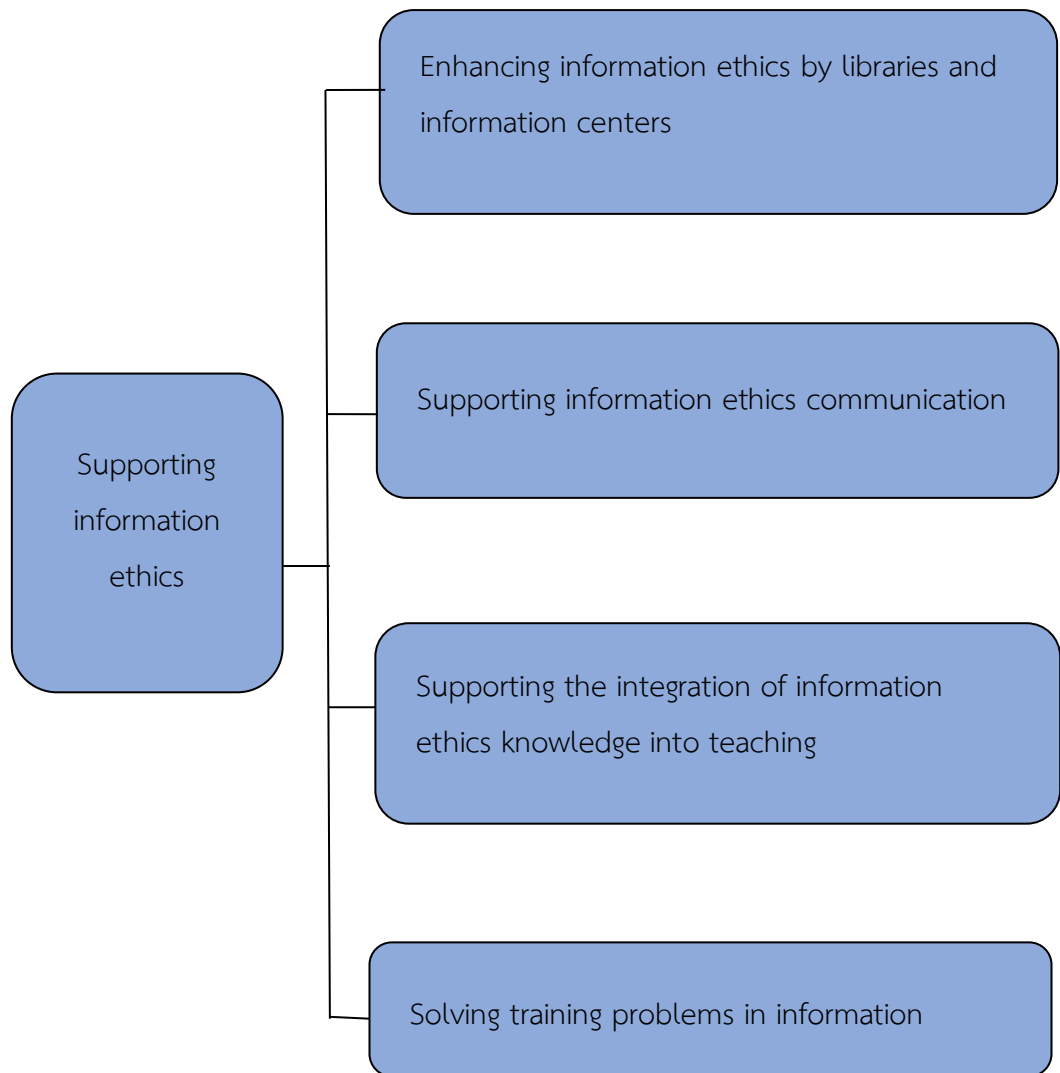 Enhancing information ethics by libraries and
information centers
Supporting information ethics communication
Supporting
information
ethics
Supporting the integration of information
ethics knowledge into teaching
Solving training problems in information